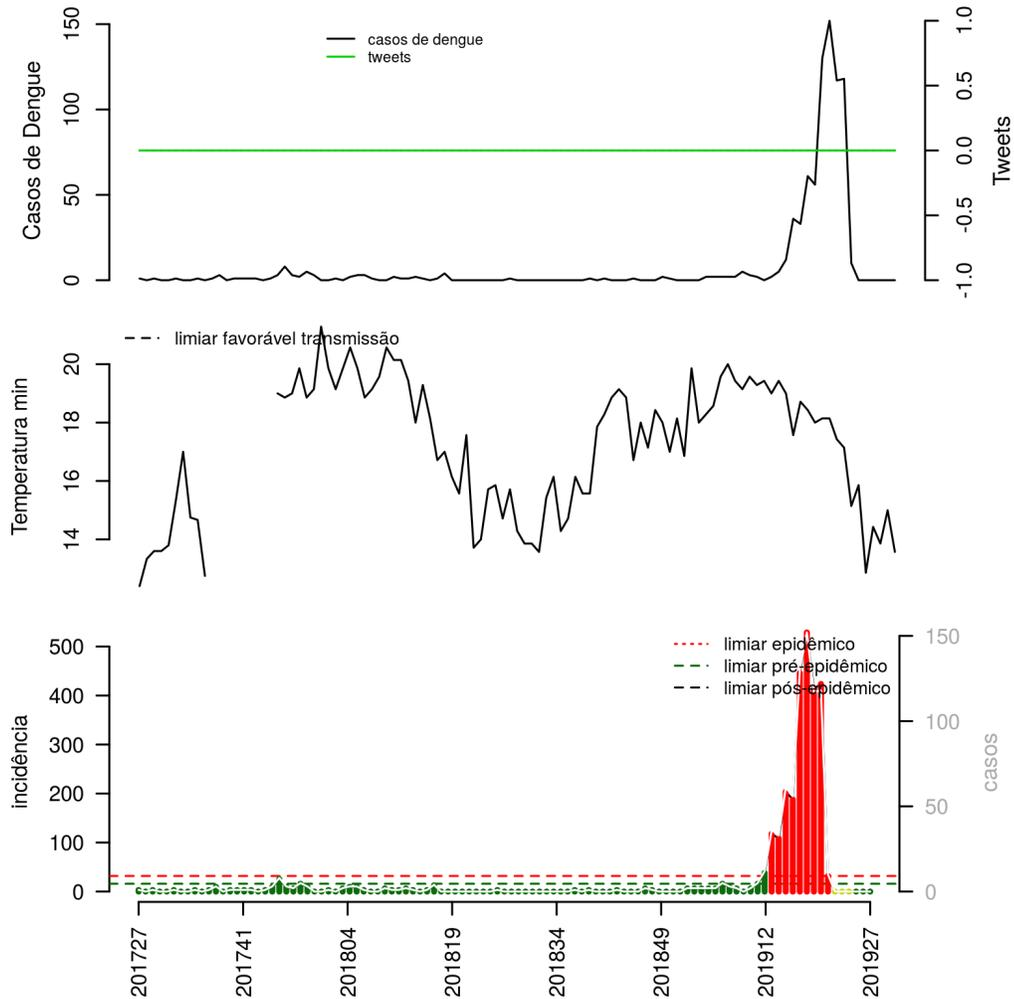 casos de dengue
tweets
Casos de Dengue
0
50
100
150
Tweets
-1.0
-0.5
0.0
0.5
1.0
limiar favorável transmissão
Temperatura min
14
16
18
20
limiar epidêmico
limiar pré-epidêmico
limiar pós-epidêmico
incidência
0
100
200
300
400
500
casos
0
50
100
150
201727
201741
201804
201819
201834
201849
201912
201927